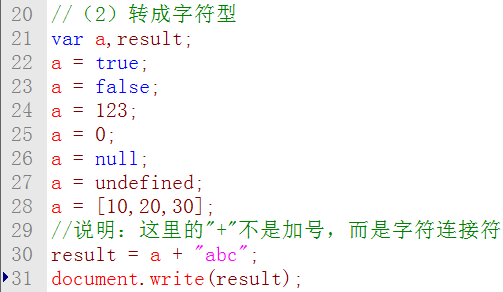 20 //（2）转成字符型
21 var a,result;
22 a = true;
23 a = false;
24 a = 123;
25 a = 0;
26 a = null;
27 a = undefined;
28 a = [10,20,30];
29 //说明：这里的"+"不是加号，而是字符连接符
30 result = a + "abc";
31 document.write(result);